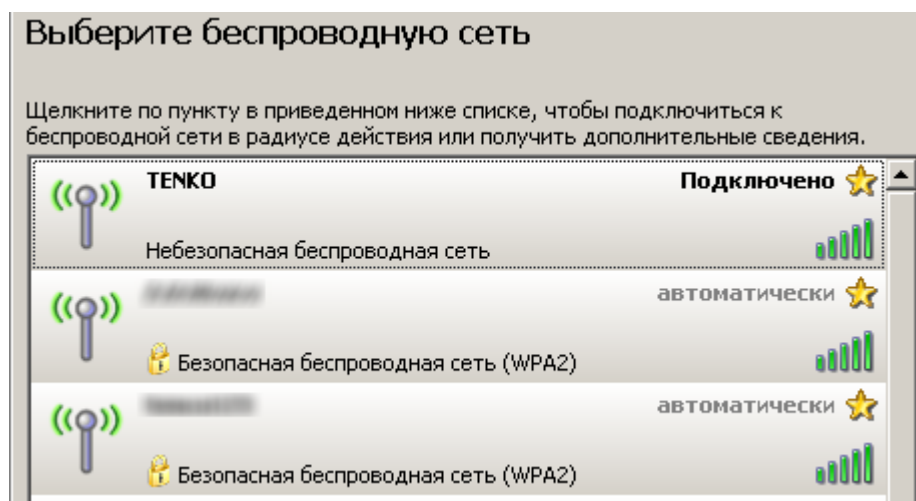 Выберите беспроводную сеть
Щелкните по пункту в приведенном ниже списке, чтобы подключиться к
беспроводной сети в радиусе действия или получить дополнительные сведения.
TENKO Подключено
Небезопасная беспроводная сеть
автоматически
Безопасная беспроводная сеть (WPA2)
автоматически
Безопасная беспроводная сеть (WPA2)